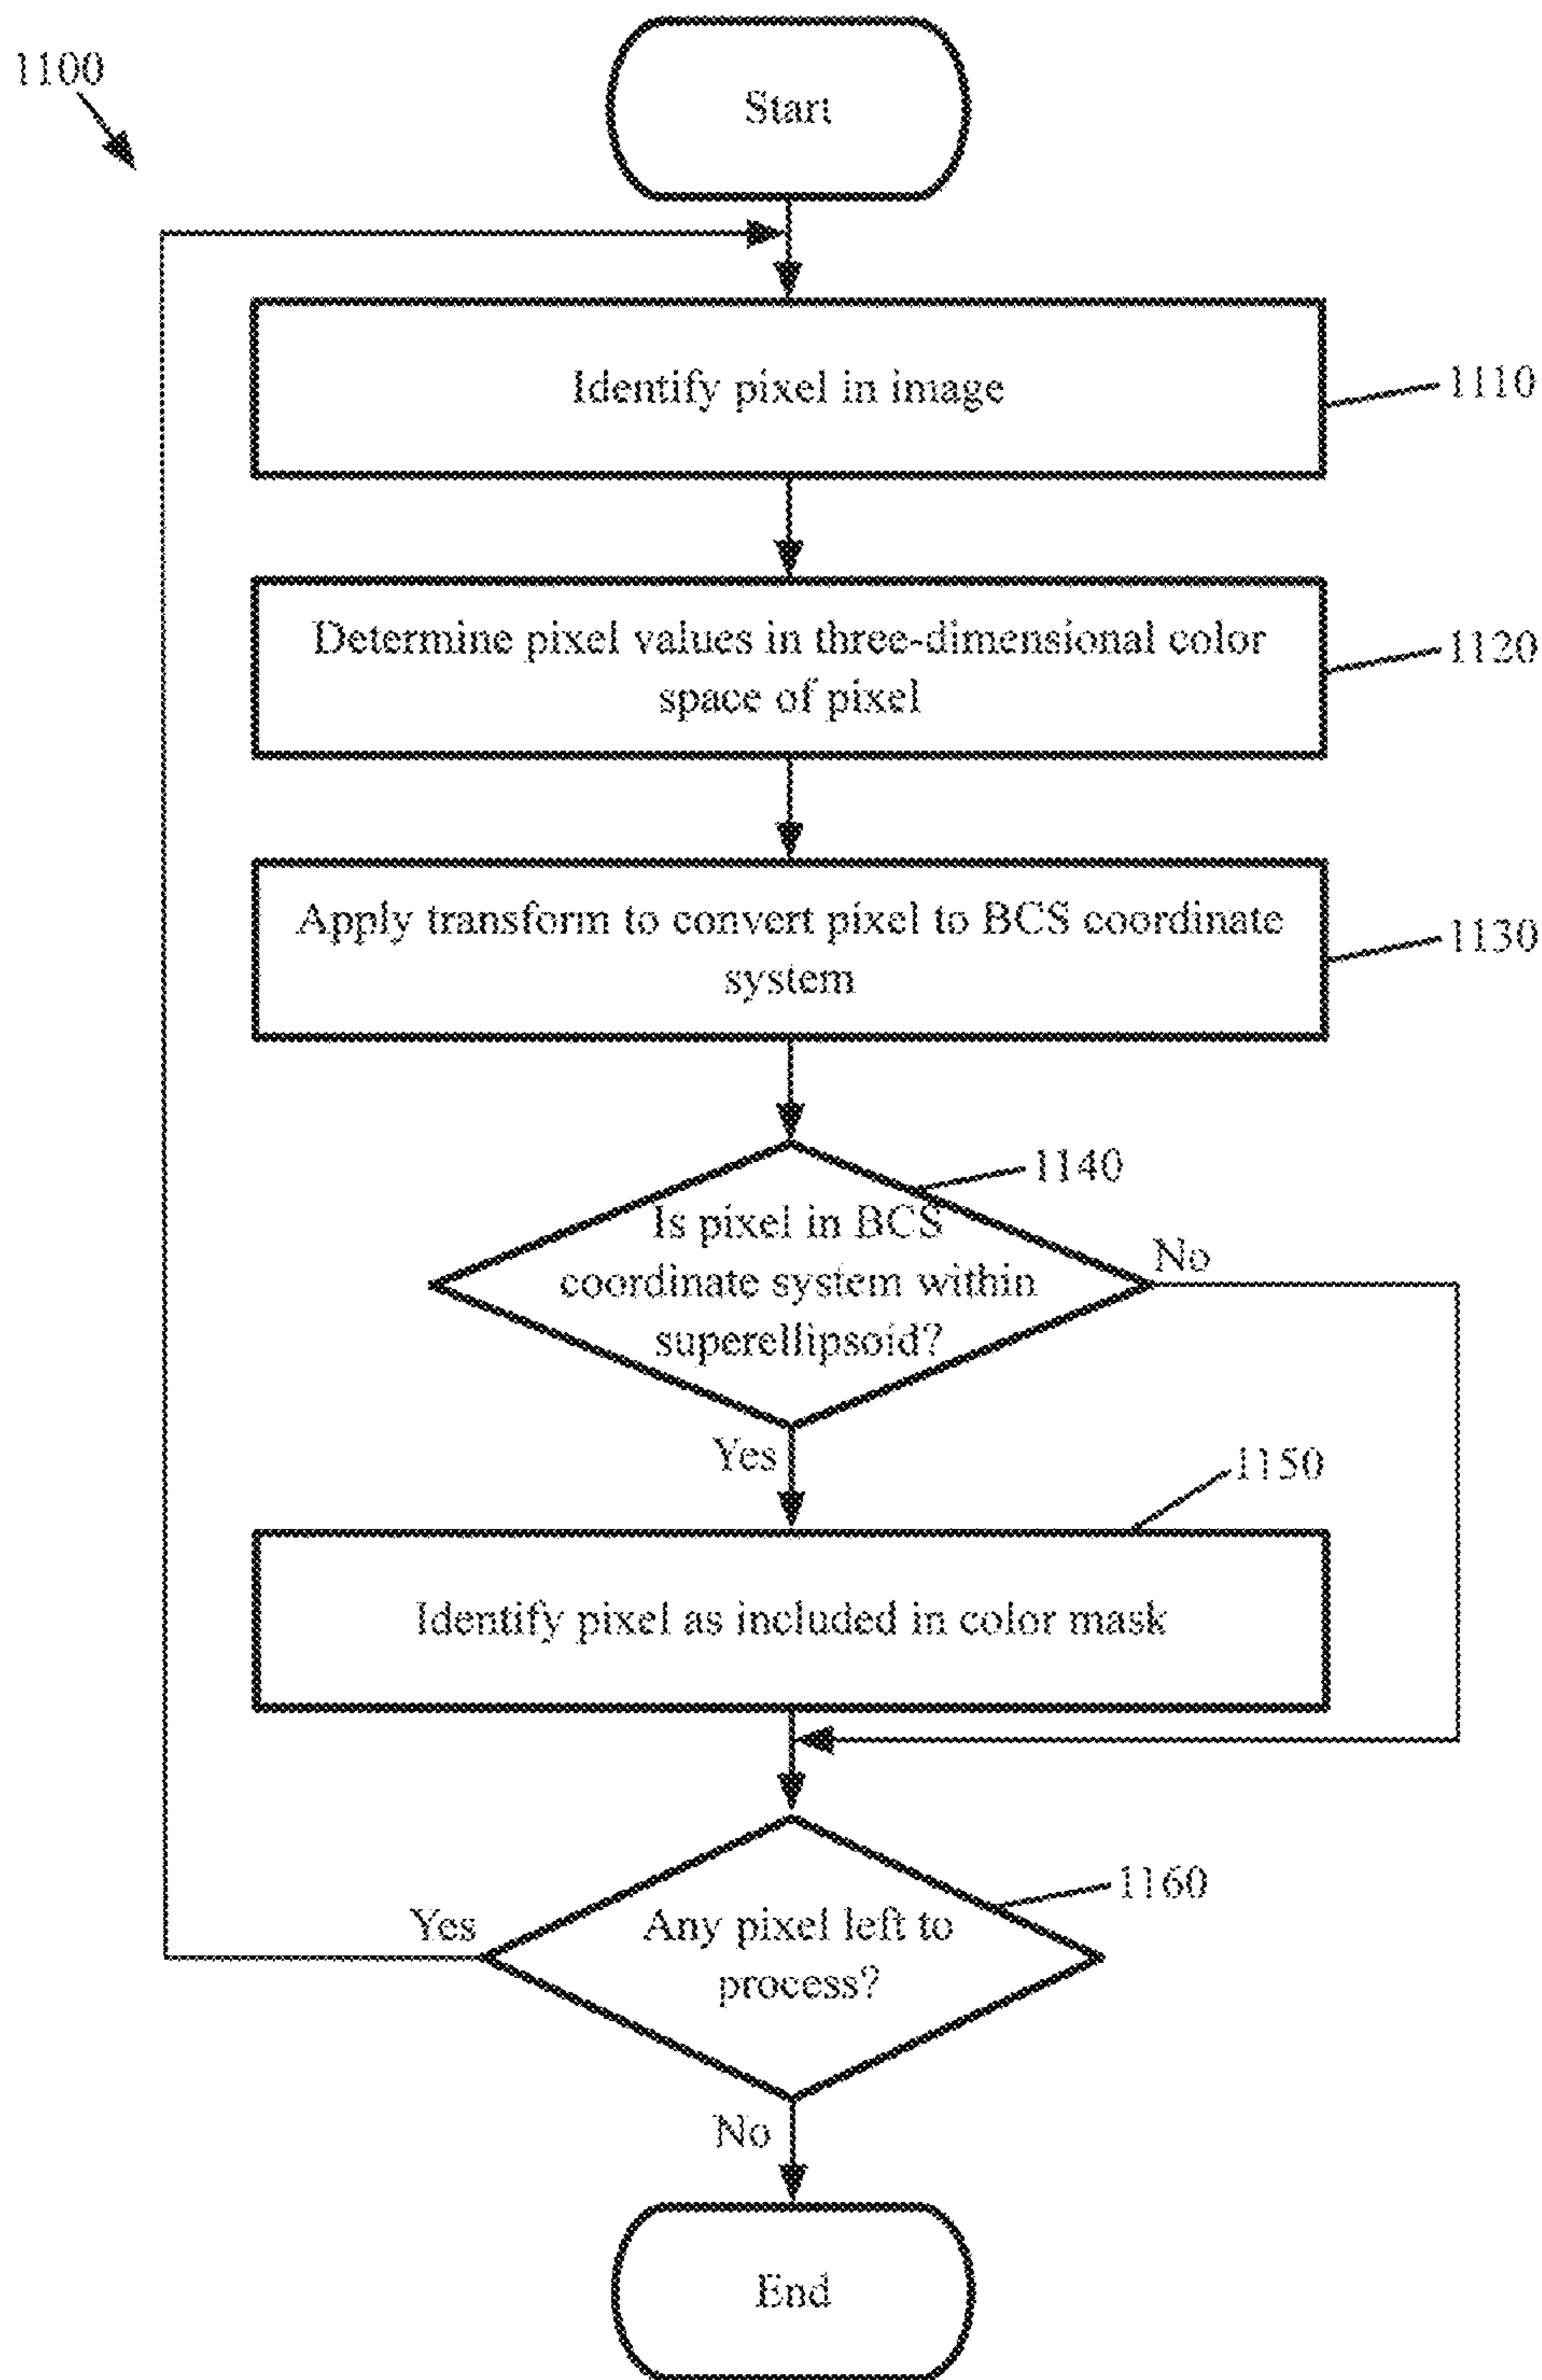 1100
Start
Identify pixel in image
1110
Determine pixel values in three-dimensional color
space of pixel
1120
Apply transform to convert pixel to BCS coordinate
system
1130
1140
Is pixel in BCS
coordinate system within
superellipsoid?
No
Yes
1150
Identify pixel as included in color mask
1160
Any pixel left to
process?
Yes
No
End